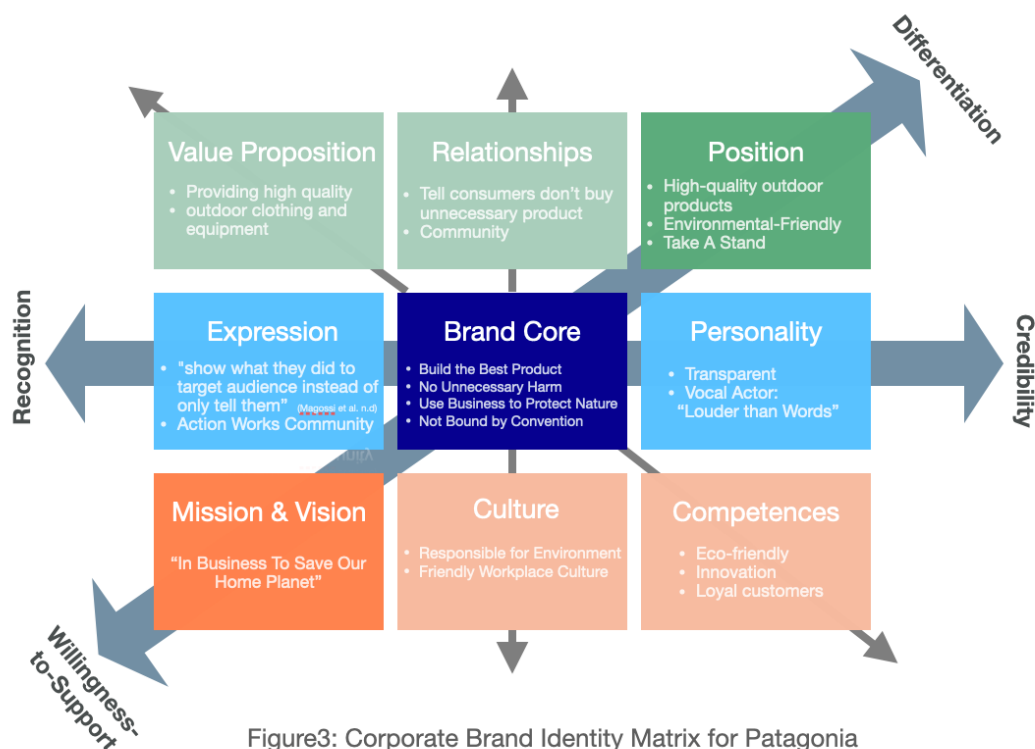 Differentiation
Value Proposition
• Providing high quality
• outdoor clothing and
equipment
Relationships
• Tell consumers don't buy
unnecessary product
• Community
Position
• High-quality outdoor
products
• Environmental-Friendly
• Take A Stand
Recognition
Expression
• "show what they did to
target audience instead of
only tell them" (Magossi et al. n.d)
• Action Works Community
Brand Core
• Build the Best Product
• No Unnecessary Harm
• Use Business to Protect Nature
• Not Bound by Convention
Personality
• Transparent
• Vocal Actor:
“Louder than Words”
Credibility
Mission & Vision
“In Business To Save Our
Home Planet”
Culture
• Responsible for Environment
• Friendly Workplace Culture
Competences
• Eco-friendly
• Innovation
• Loyal customers
Willingness-
to-Support
Figure3: Corporate Brand Identity Matrix for Patagonia